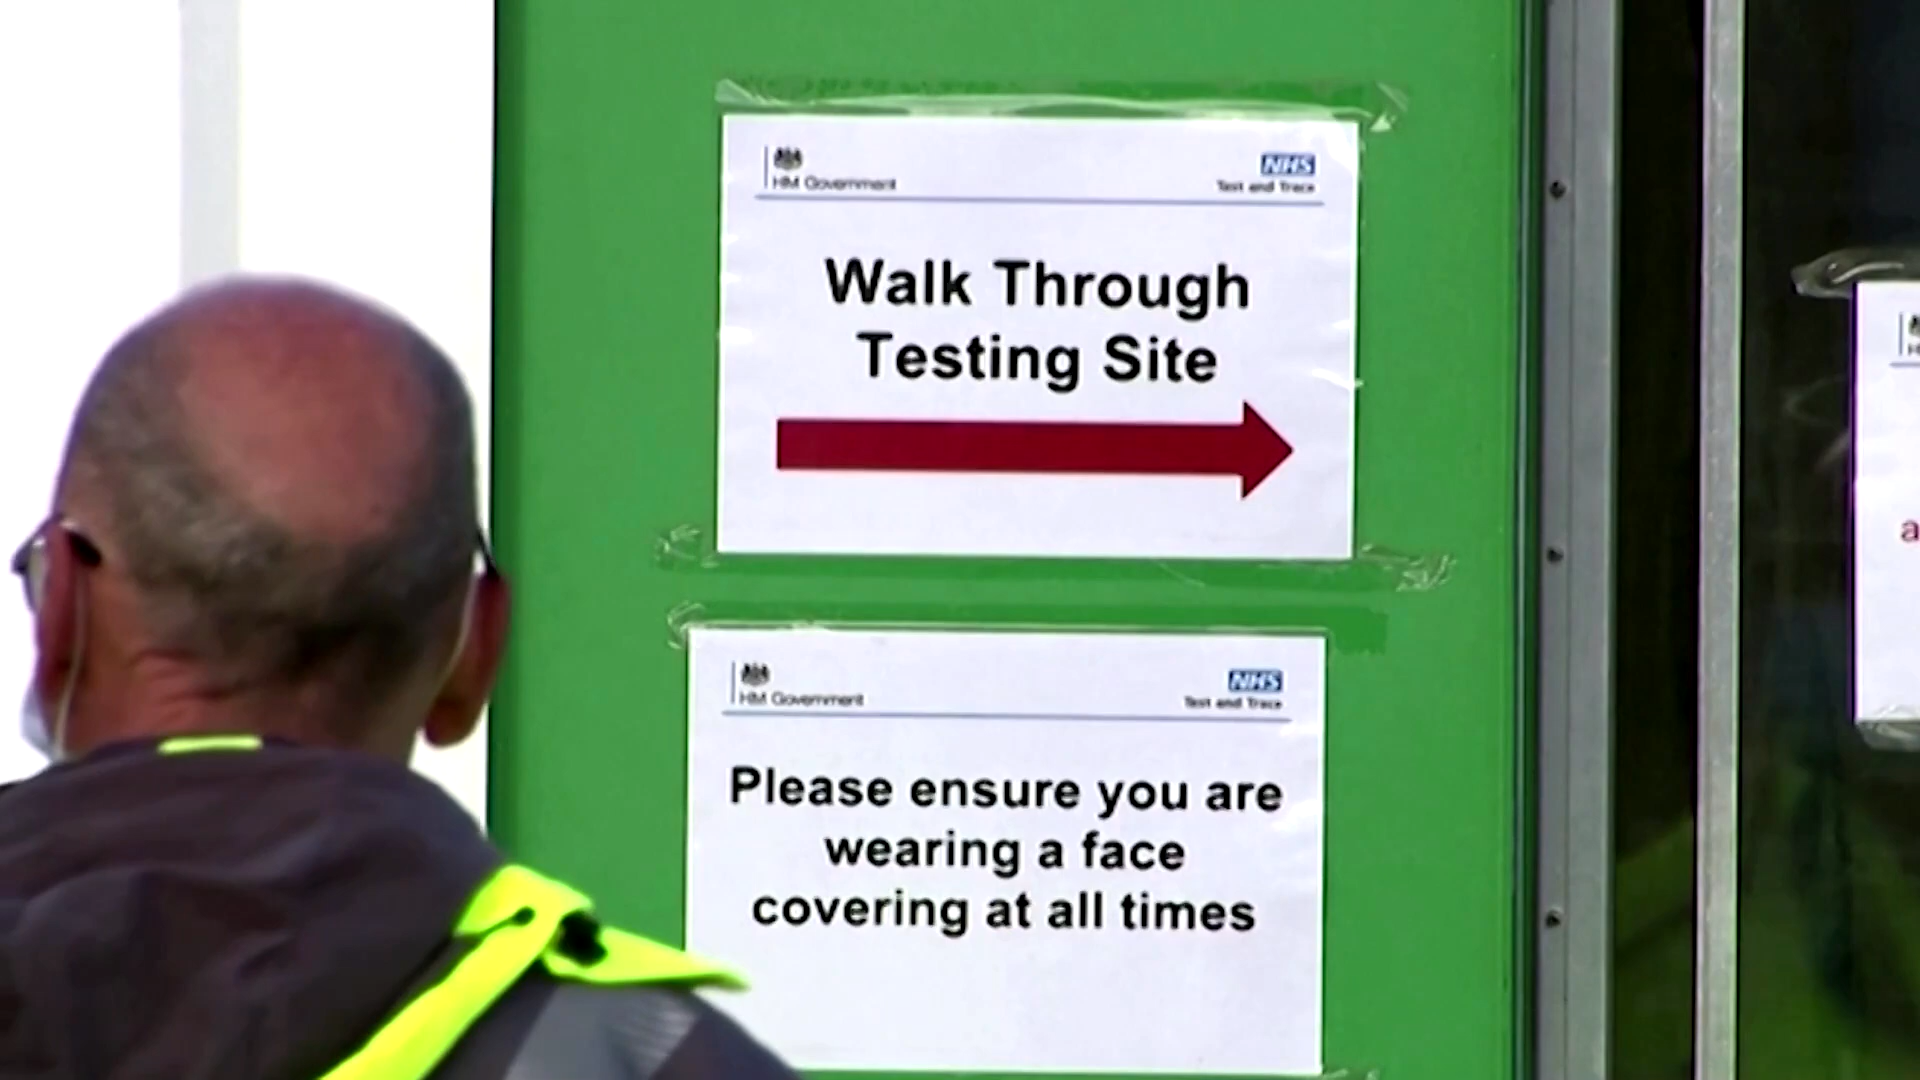 HM Government
NHS
Test and Trace
Walk Through
Testing Site
HM Government
NHS
Test and Trace
Please ensure you are
wearing a face
covering at all times
a